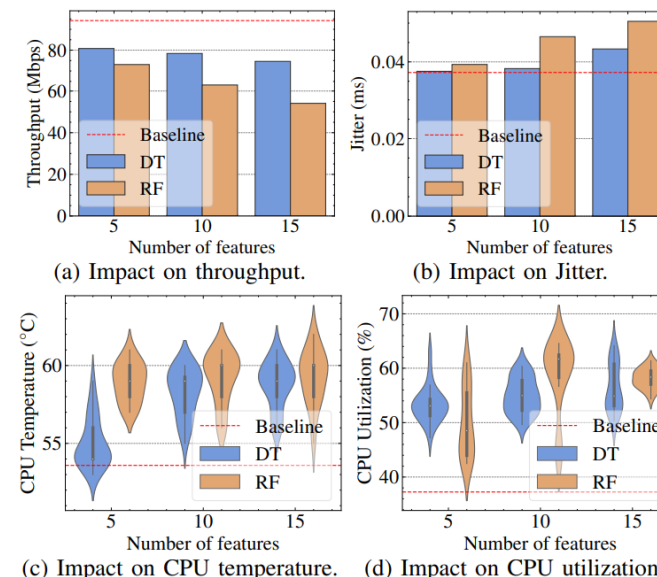 Throughput (Mbps)
80
60
40
20
0
Baseline
DT
RF
5
10
15
Number of features
(a) Impact on throughput.
Jitter (ms)
0.04
0.02
0.00
Baseline
DT
RF
5
10
15
Number of features
(b) Impact on Jitter.
CPU Temperature (°C)
60
55
Baseline
DT
RF
5
10
15
Number of features
(c) Impact on CPU temperature.
CPU Utilization (%)
70
60
50
40
Baseline
DT
RF
5
10
15
Number of features
(d) Impact on CPU utilization